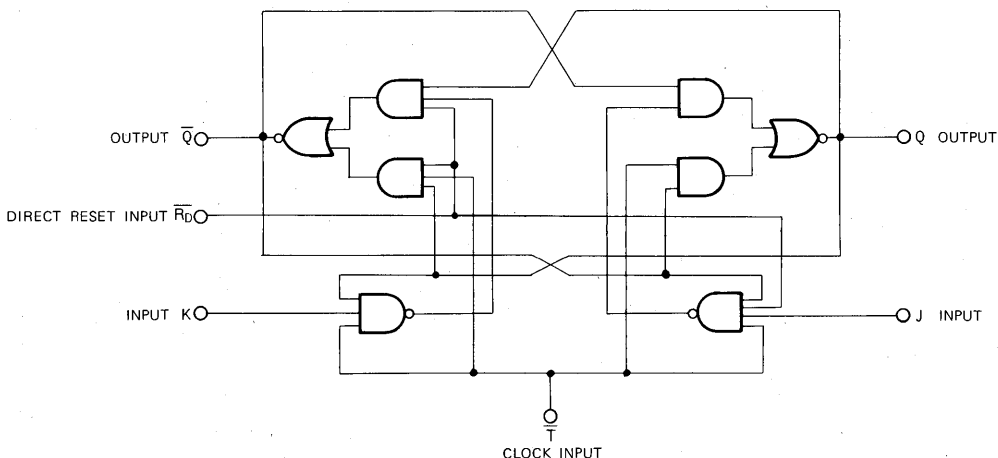 OUTPUT Q̅
Q OUTPUT
DIRECT RESET INPUT R̅D̅
INPUT K
J INPUT
T̅
CLOCK INPUT